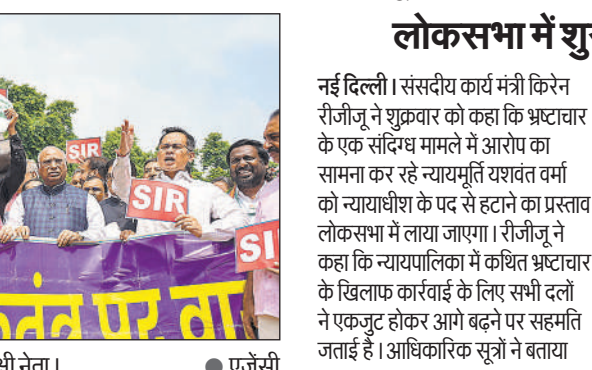 SIR
SIR
SI
पर
नेता।
● एजेंसी
लोकसभा में
नई दिल्ली। संसदीय कार्य मंत्री किरेन
रीजीजू ने शुक्रवार को कहा कि भ्रष्टाचार
के एक संदिग्ध मामले में आरोप का
सामना कर रहे न्यायमूर्ति यशवंत वर्मा
को न्यायाधीश के पद से हटाने का प्रस्ताव
लोकसभा में लाया जाएगा। रीजीजू ने
कहा कि न्यायपालिका में कथित भ्रष्टाचार
के खिलाफ कार्रवाई के लिए सभी दलों
ने एकजुट होकर आगे बढ़ने पर सहमति
जताई है। आधिकारिक सूत्रों ने बताया